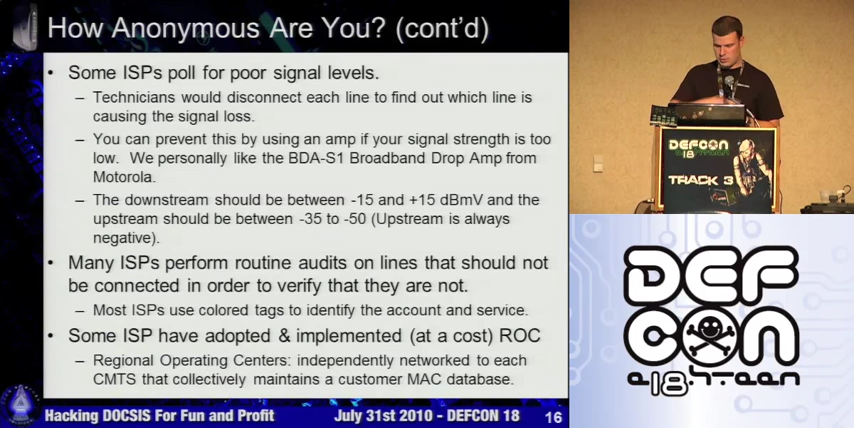 How Anonymous Are You? (cont'd)
• Some ISPs poll for poor signal levels.
– Technicians would disconnect each line to find out which line is
causing the signal loss.
– You can prevent this by using an amp if your signal strength is too
low. We personally like the BDA-S1 Broadband Drop Amp from
Motorola.
– The downstream should be between -15 and +15 dBmV and the
upstream should be between -35 to -50 (Upstream is always
negative).
• Many ISPs perform routine audits on lines that should not
be connected in order to verify that they are not.
– Most ISPs use colored tags to identify the account and service.
• Some ISP have adopted & implemented (at a cost) ROC
– Regional Operating Centers: independently networked to each
CMTS that collectively maintains a customer MAC database.
Hacking DOCSIS For Fun and Profit July 31st 2010 - DEFCON 18 16
DEFCON
18
TRACK 3
DEF
CON
e18hteen